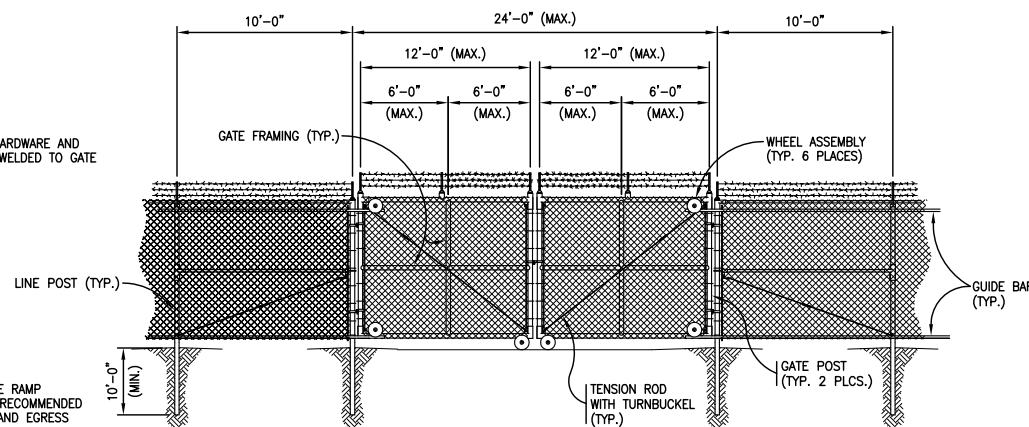 10'-0"
24'-0" (MAX.)
10'-0"
12'-0" (MAX.)
12'-0" (MAX.)
6'-0"
(MAX.)
6'-0"
(MAX.)
6'-0"
(MAX.)
6'-0"
(MAX.)
ARDWARE AND
WELDED TO GATE
GATE FRAMING (TYP.)
WHEEL ASSEMBLY
(TYP. 6 PLACES)
LINE POST (TYP.)
GUIDE BAR
(TYP.)
10'-0"
(MIN.)
E RAMP
RECOMMENDED
AND EGRESS
TENSION ROD
WITH TURNBUCKEL
(TYP.)
GATE POST
(TYP. 2 PLCS.)